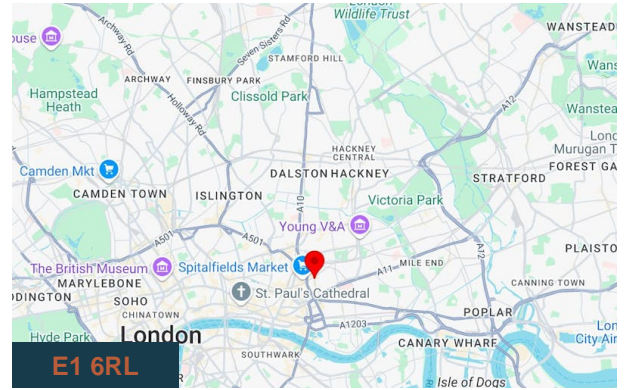 London
Wildlife Trust
WANSTEAD
ouse
Archway Rd
Seven Sisters Rd
STAMFORD HILL
ARCHWAY
FINSBURY PARK
A12
Wans
Hampstead
Heath
Clissold Park
Holloway Rd
Wanstea
HACKNEY
CENTRAL
Lond
Murugan T
Camden Mkt
DALSTON
HACKNEY
FOREST GA
STRATFORD
CAMDEN TOWN
ISLINGTON
A10
Victoria Park
Young V&A
A501
A501
A12
PLAISTO
The British Museum
Spitalfields Market
A11
MILE END
MARYLEBONE
DDINGTON
SOHO
St. Paul's Cathedral
CANNING TOWN
CHINATOWN
POPLAR
Hyde Park
London
A1203
Lon
City Air
CANARY WHARF
SOUTHWARK
E1 6RL
R
Isle of Dogs